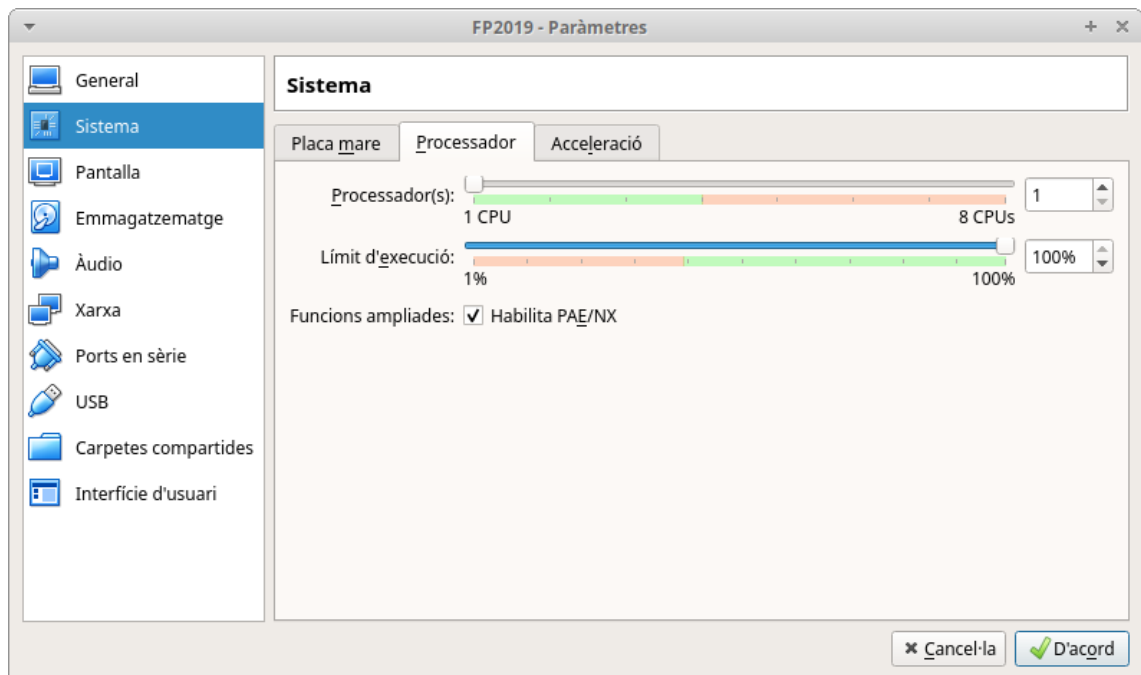 FP2019 - Paràmetres
General
Sistema
Pantalla
Emmagatzematge
Àudio
Xarxa
Ports en sèrie
USB
Carpetes compartides
Interfície d'usuari
Sistema
Placa mare Processador Acceleració
Processador(s): 1
1 CPU 8 CPUs
Límit d'execució: 100%
1% 100%
Funcions ampliades: Habilita PAE/NX
Cancel·la D'acord